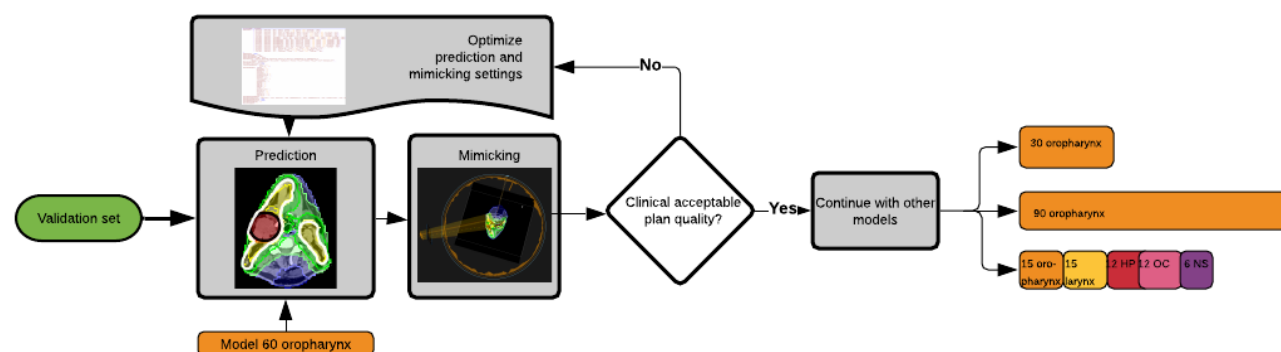 Optimize
prediction and
mimicking settings
No
Prediction
Mimicking
Validation set
Clinical acceptable
plan quality?
Yes
Continue with other
models
30 oropharynx
90 oropharynx
15 oro-
pharynx
15
larynx
12 HP
12 OC
6 NS
Model 60 oropharynx